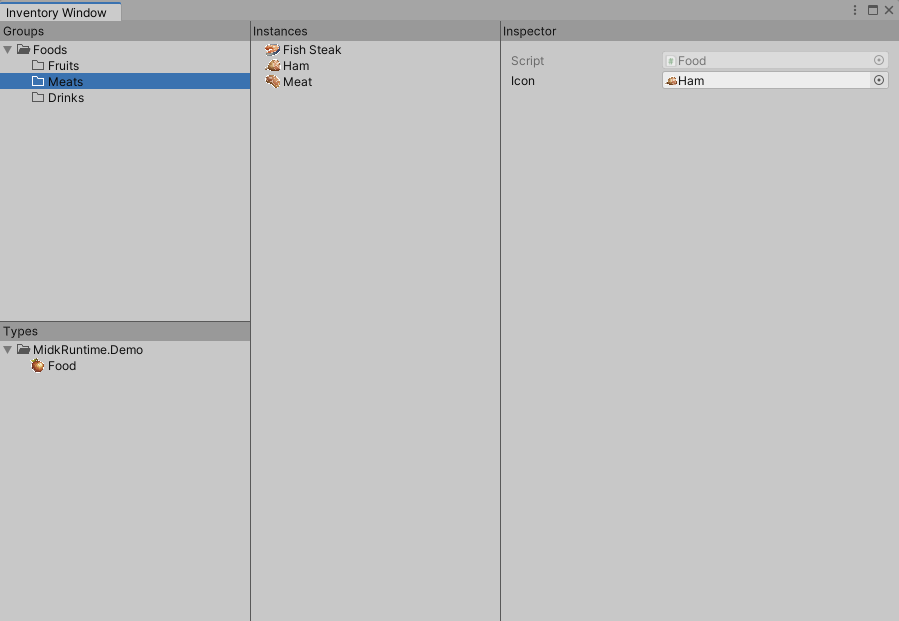 Inventory Window
Groups
Foods
Fruits
Meats
Drinks
Types
MidkRuntime.Demo
Food
Instances
Fish Steak
Ham
Meat
Inspector
Script Food
Icon Ham